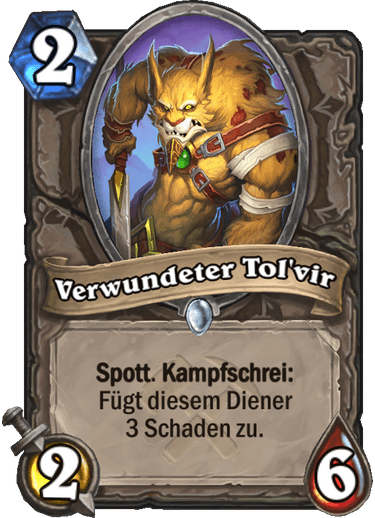 2
Verwundeter Tol'vir
Spott. Kampfschrei:
Fügt diesem Diener
3 Schaden zu.
2
6